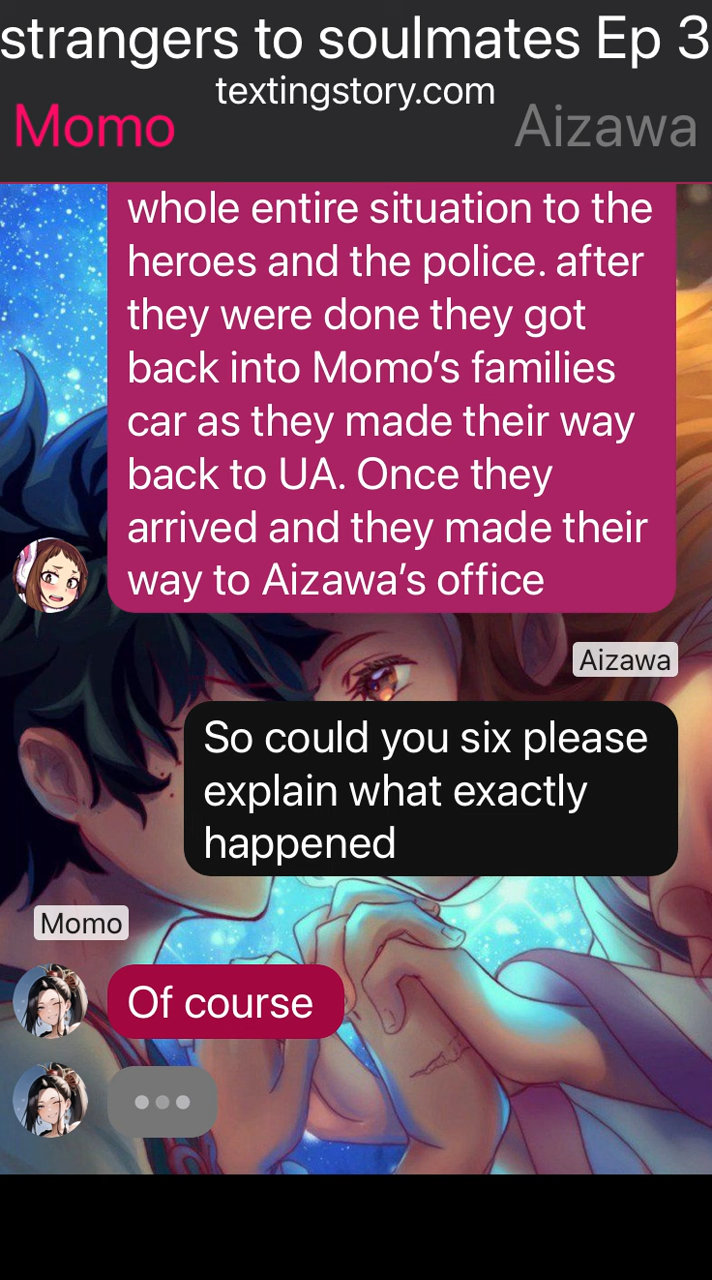 strangers to soulmates Ep 3
textingstory.com
Momo
Aizawa
whole entire situation to the
heroes and the police. after
they were done they got
back into Momo’s families
car as they made their way
back to UA. Once they
arrived and they made their
way to Aizawa’s office
Aizawa
So could you six please
explain what exactly
happened
Momo
Of course